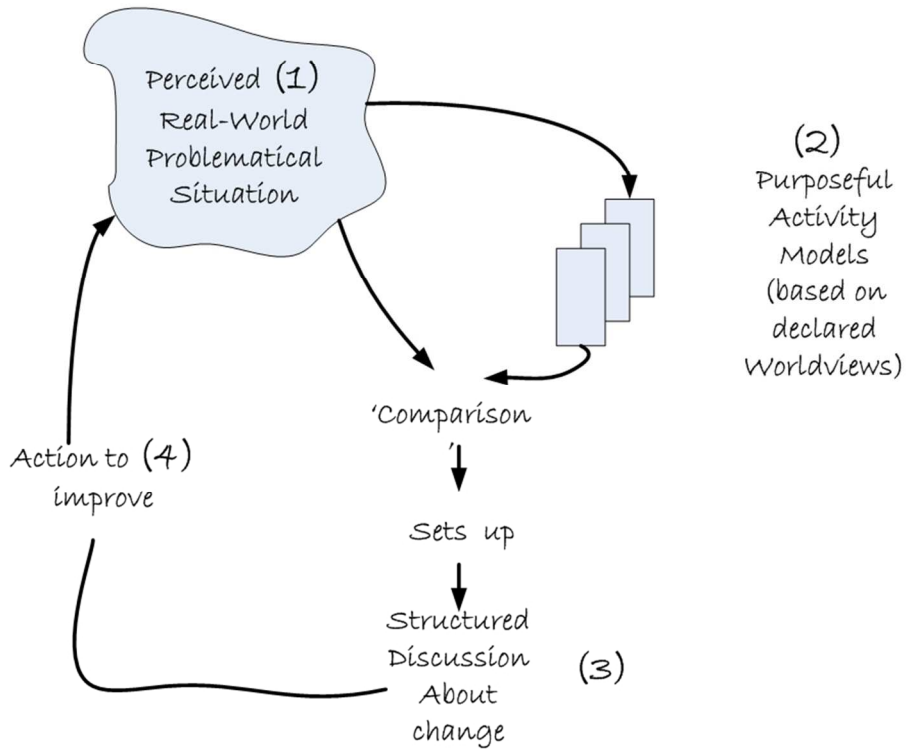 Perceived (1)
Real-World
Problematical
Situation
(2)
Purposeful
Activity
Models
(based on
declared
Worldviews)
'Comparison
'
Sets up
Structured
Discussion
About
change
(3)
Action to (4)
improve